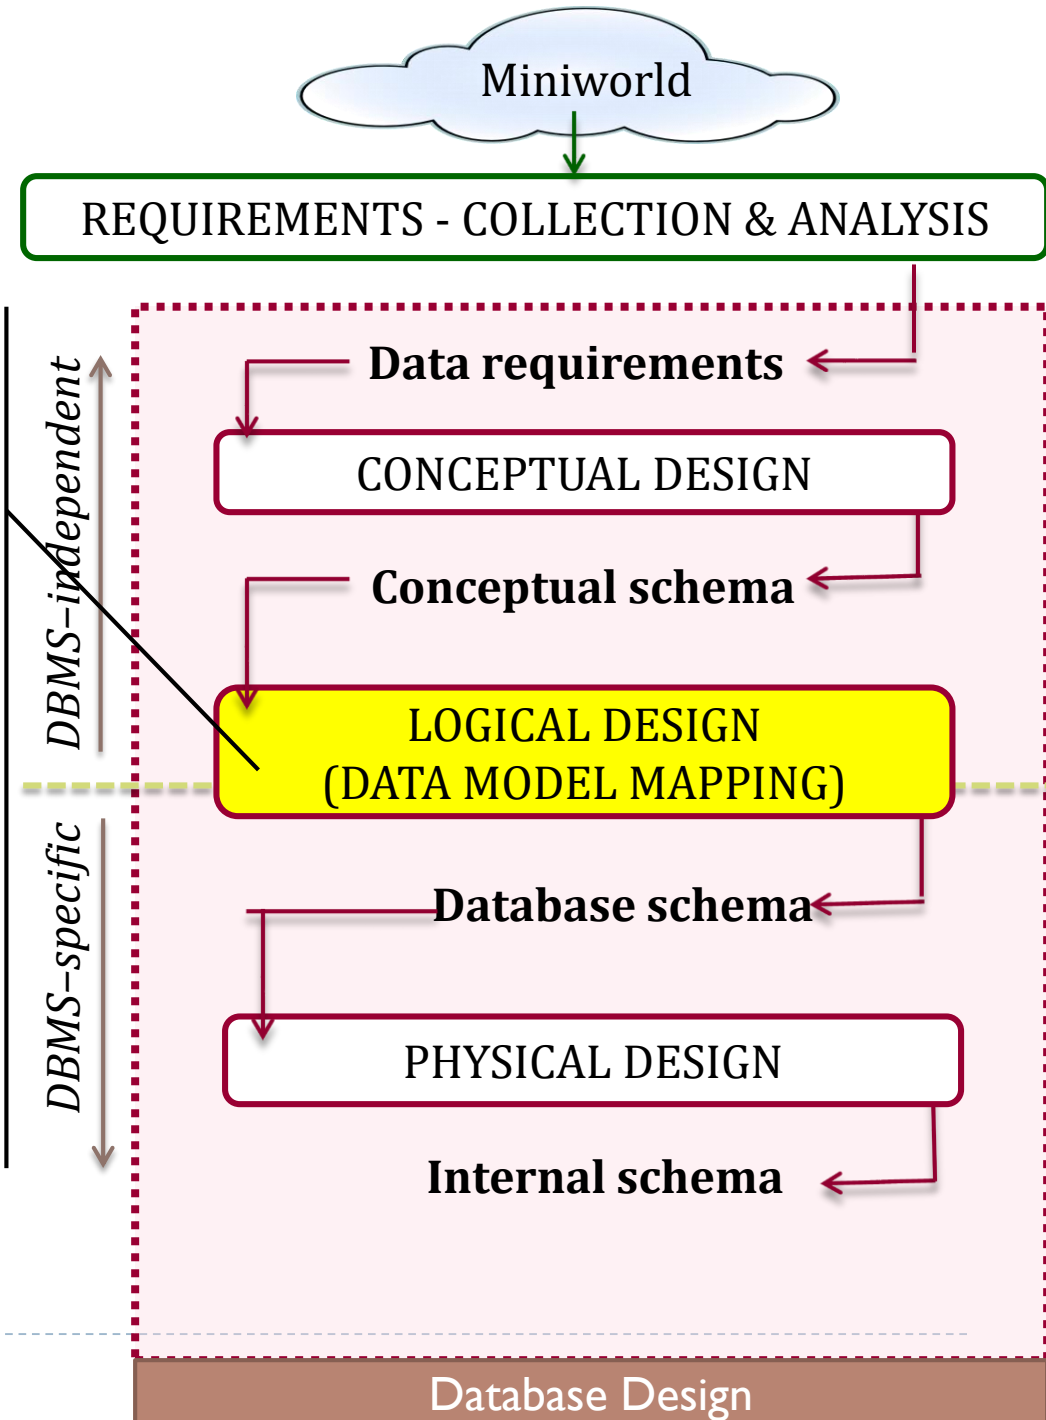 Miniworld
REQUIREMENTS - COLLECTION & ANALYSIS
Data requirements
CONCEPTUAL DESIGN
DBMS–independent
Conceptual schema
LOGICAL DESIGN
(DATA MODEL MAPPING)
DBMS–specific
Database schema
PHYSICAL DESIGN
Internal schema
Database Design